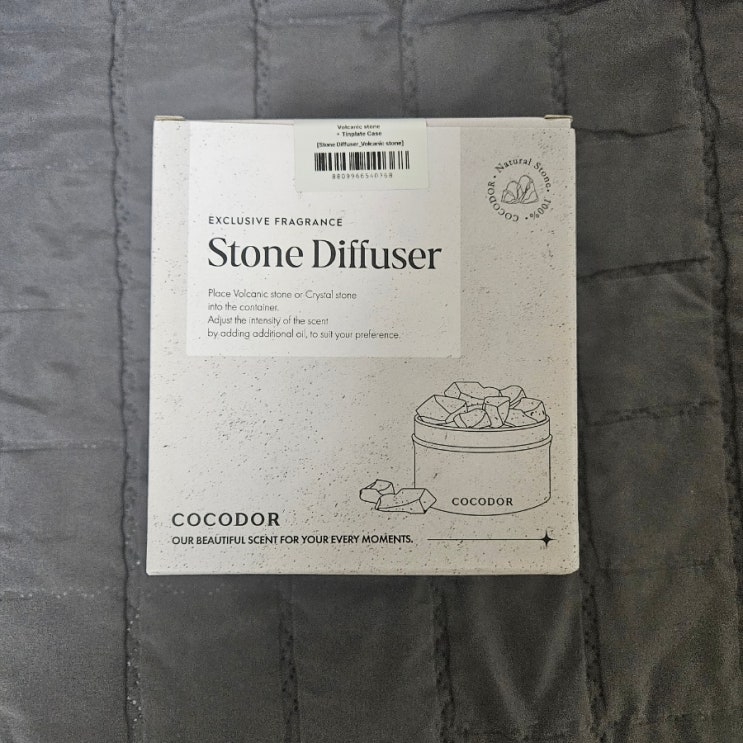 Volcanic stone
+ Tinplate Case
[Stone Diffuser_Volcanic stone]
COCODOR • Natural Stone • 100% •
EXCLUSIVE FRAGRANCE
Stone Diffuser
Place Volcanic stone or Crystal stone
into the container.
Adjust the intensity of the scent
by adding additional oil, to suit your preference.
COCODOR
COCODOR
OUR BEAUTIFUL SCENT FOR YOUR EVERY MOMENTS.